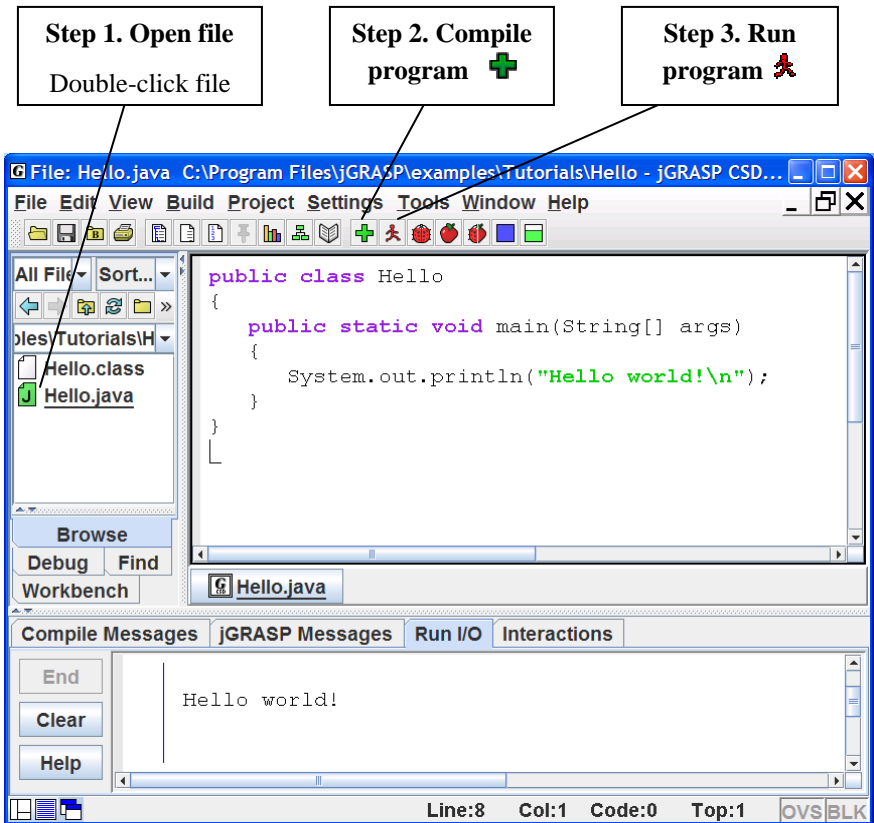 Step 1. Open file
Double-click file
Step 2. Compile
program
Step 3. Run
program
File: Hello.java C:\Program Files\jGRASP\examples\Tutorials\Hello - jGRASP CSD...
File Edit View Build Project Settings Tools Window Help
All File Sort...
»
ples\Tutorials\H
Hello.class
J Hello.java
Browse
Debug Find
Workbench
public class Hello
{
public static void main(String[] args)
{
System.out.println("Hello world!\n");
}
}
Hello.java
Compile Messages jGRASP Messages Run I/O Interactions
End
Clear
Help
Hello world!
Line:8 Col:1 Code:0 Top:1 OVS BLK